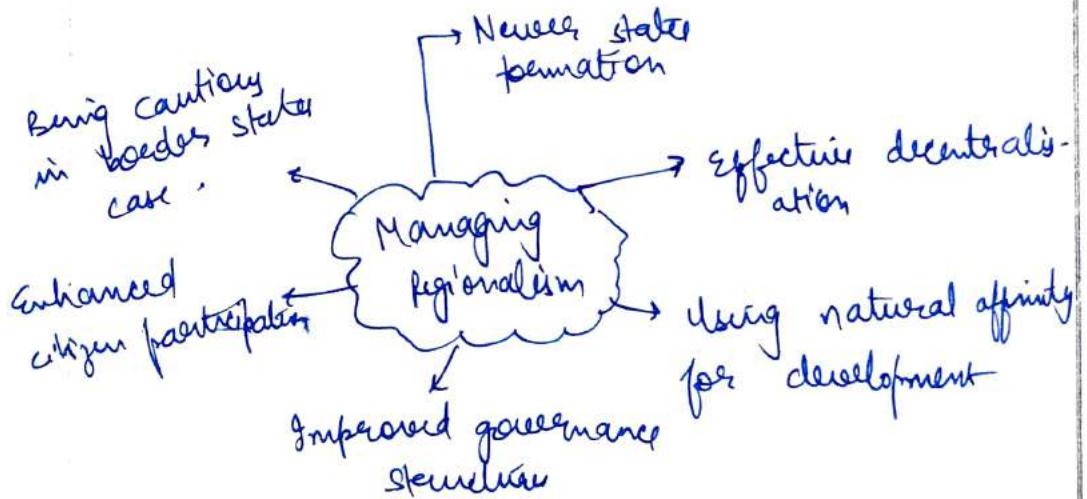 Newer states
formation
Being cautious
in border states
case.
Effective decentralis-
ation
Managing
Regionalism
Enhanced
citizen participation
Using natural affinity
for development
Improved governance
structures